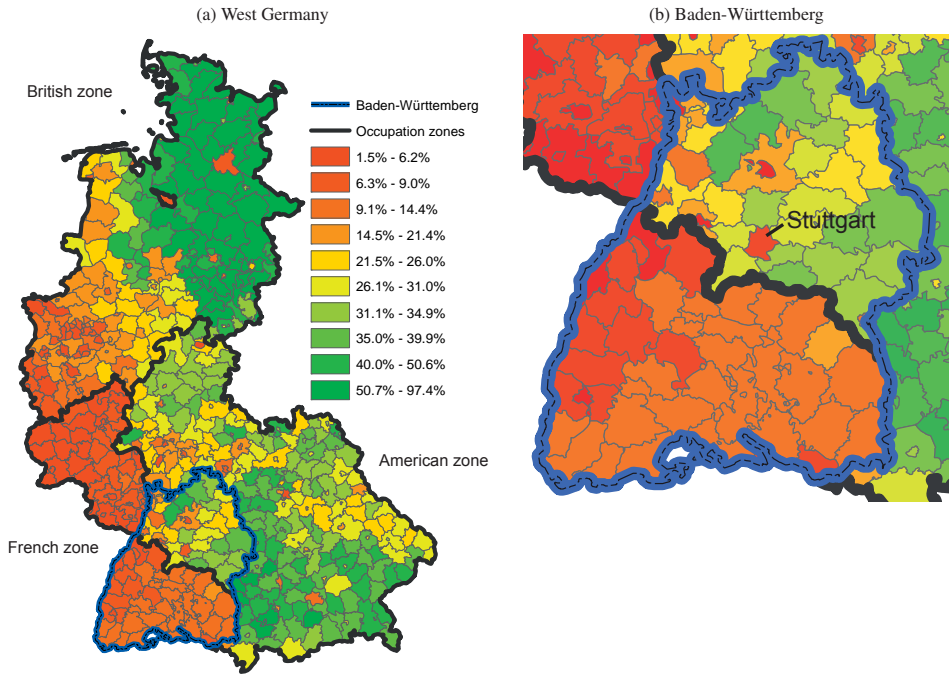 (a) West Germany
(b) Baden-Württemberg
British zone
Baden-Württemberg
Occupation zones
1.5% - 6.2%
6.3% - 9.0%
9.1% - 14.4%
14.5% - 21.4%
21.5% - 26.0%
26.1% - 31.0%
31.1% - 34.9%
35.0% - 39.9%
40.0% - 50.6%
50.7% - 97.4%
American zone
French zone
Stuttgart